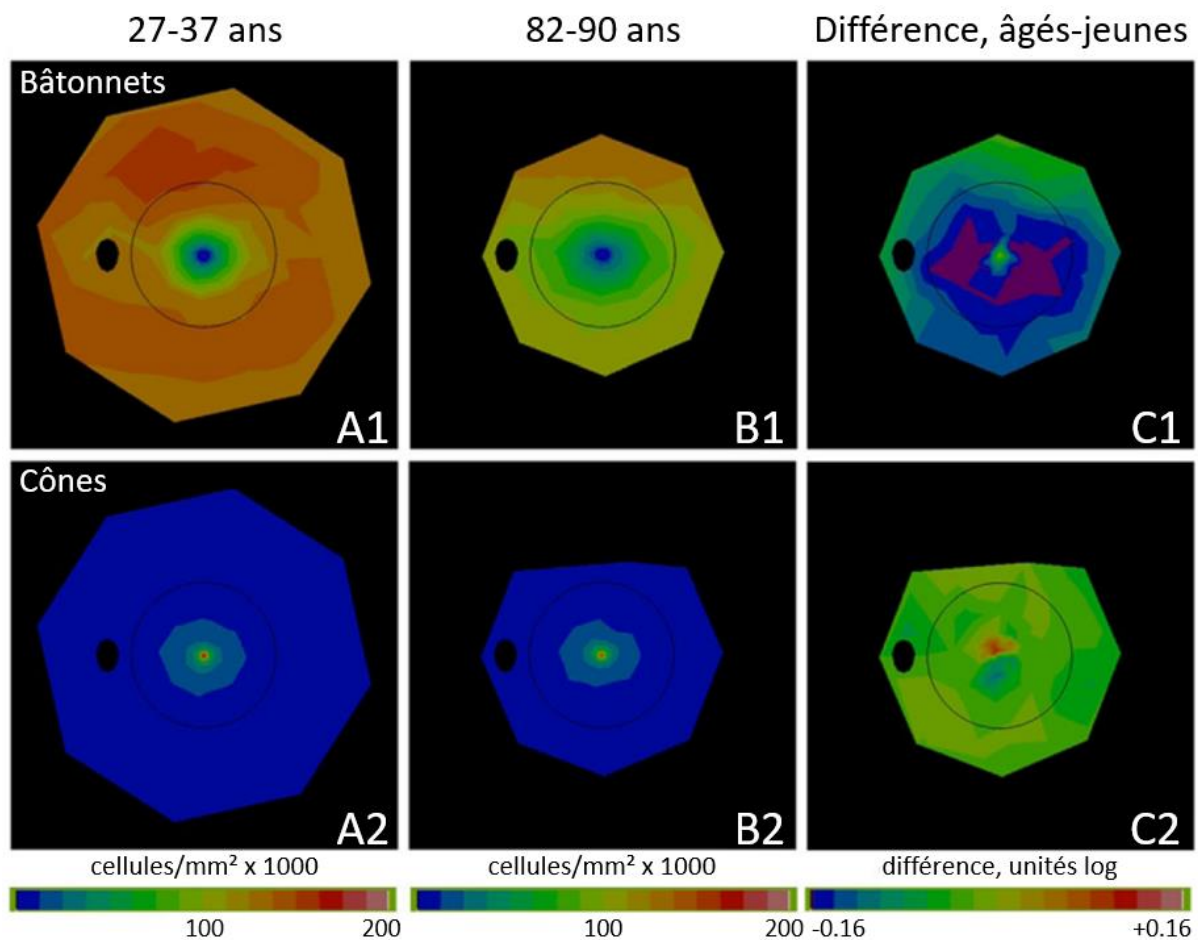 27-37 ans
82-90 ans
Différence, âgés-jeunes
Bâtonnets
A1
B1
C1
Cônes
A2
B2
C2
cellules/mm² x 1000
cellules/mm² x 1000
différence, unités log
100 200
100 200
-0.16 +0.16